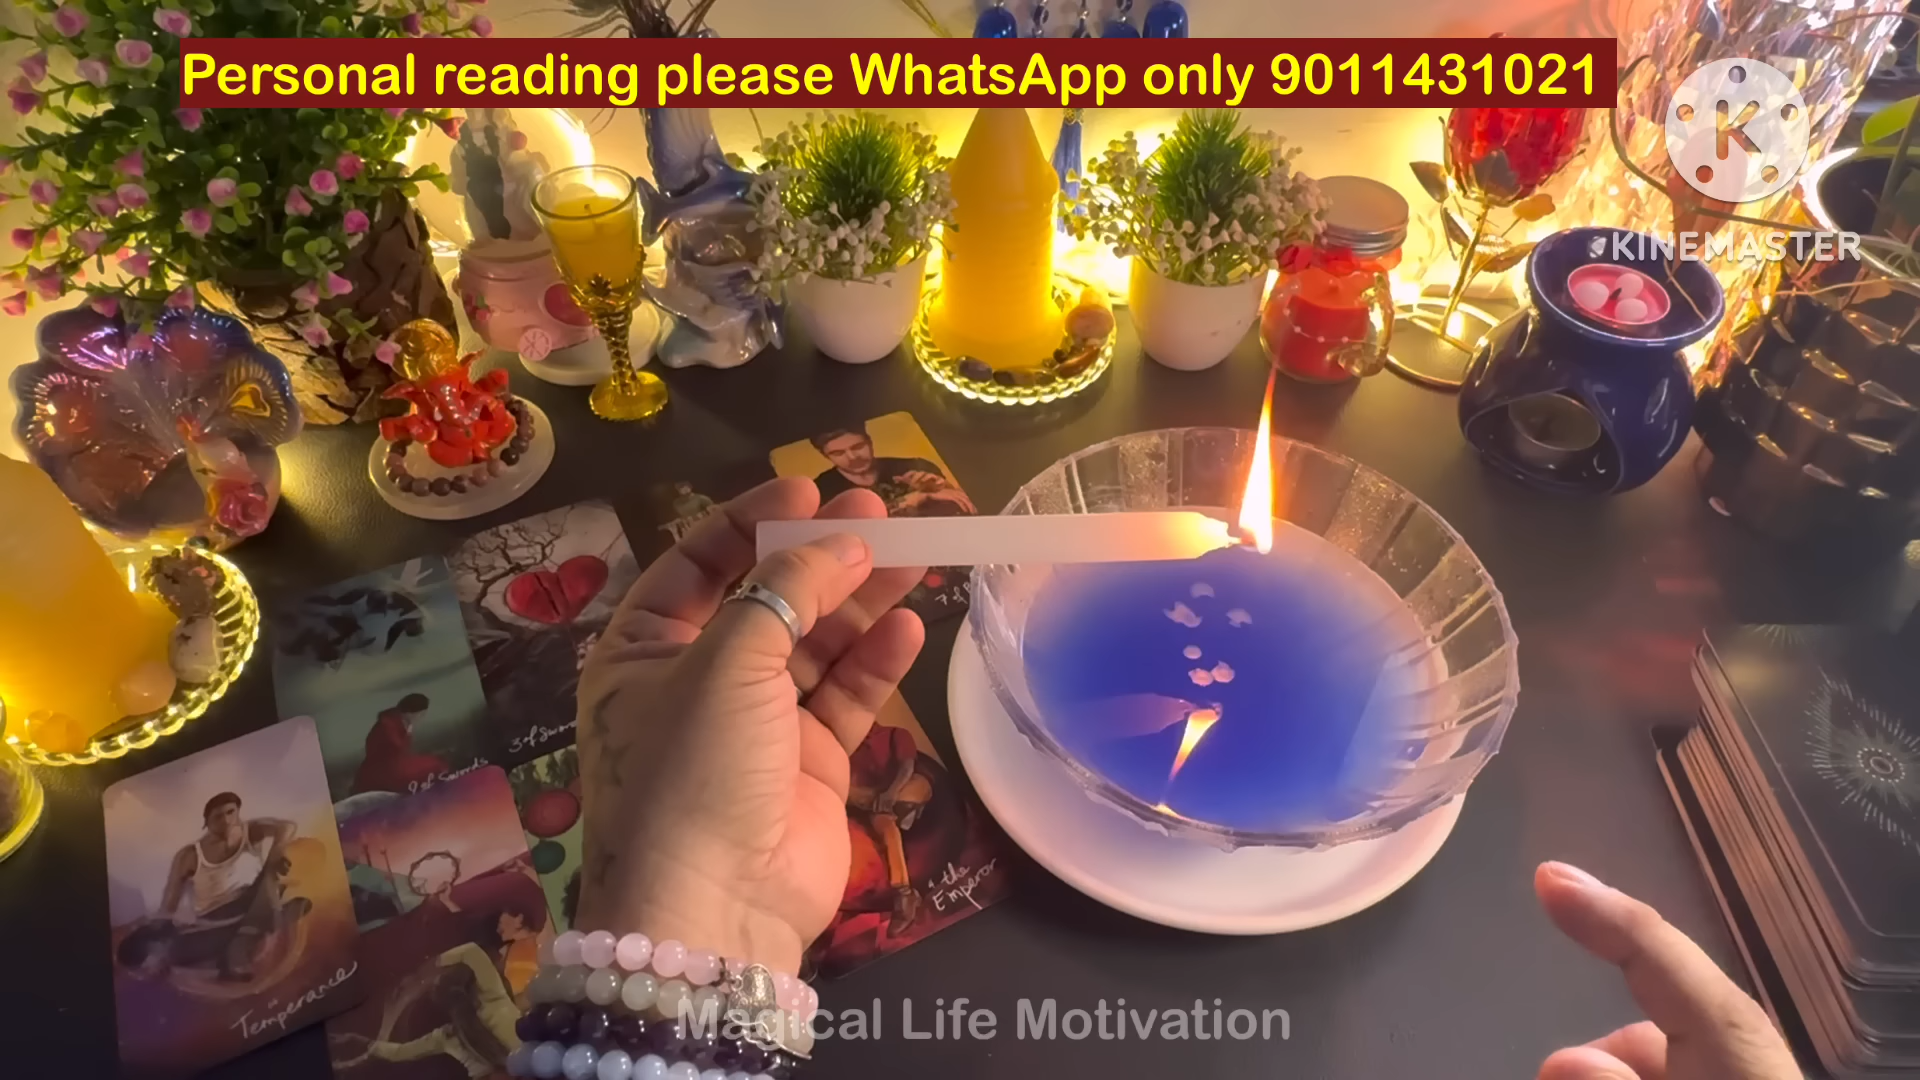 Personal reading please WhatsApp only 9011431021
K
KINEMASTER
3 of Swords
9 of Swords
the
Emperor
Temperance
Magical Life Motivation